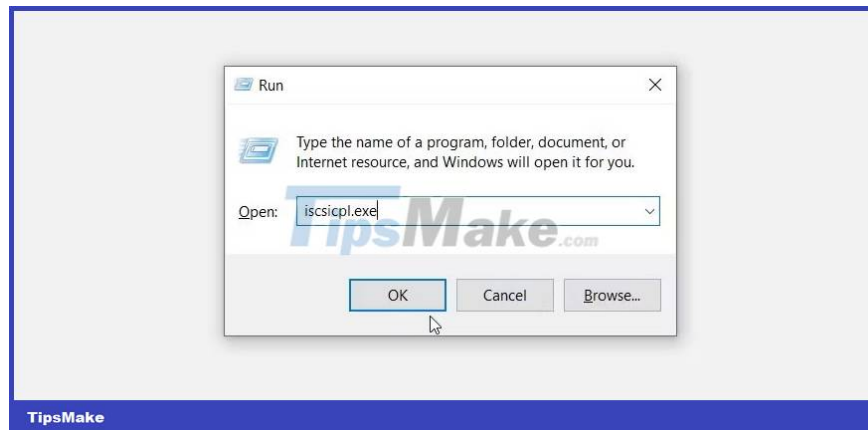 Run
Type the name of a program, folder, document, or
Internet resource, and Windows will open it for you.
Open:
iscsicpl.exe
TipsMake.com
OK
Cancel
Browse...
TipsMake